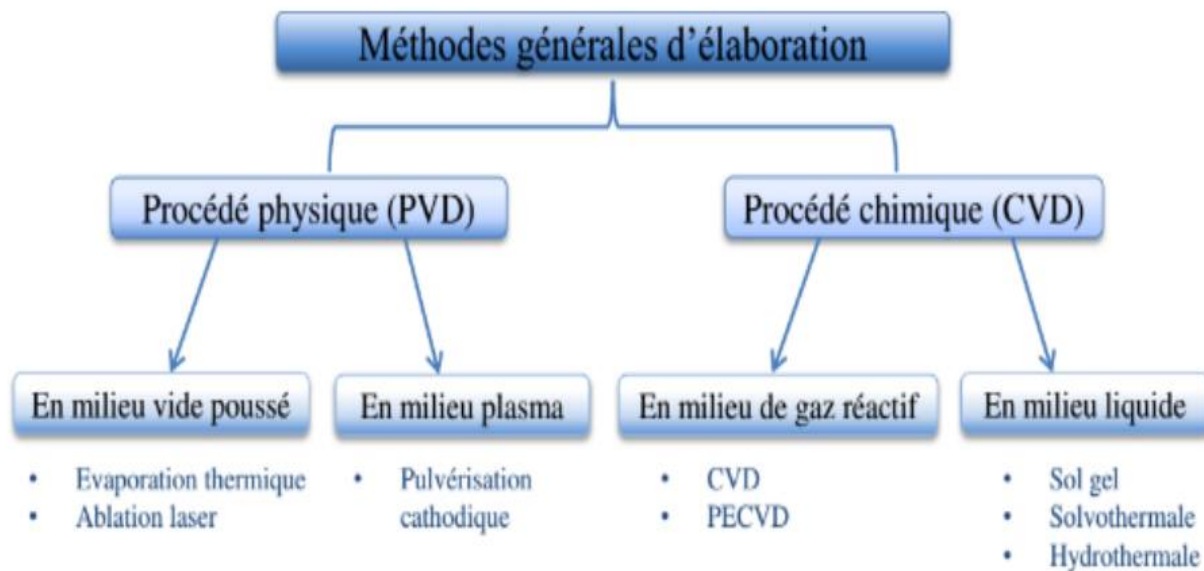 Méthodes générales d'élaboration
Procédé physique (PVD)
Procédé chimique (CVD)
En milieu vide poussé
En milieu plasma
En milieu de gaz réactif
En milieu liquide
• Evaporation thermique
• Ablation laser
• Pulvérisation
cathodique
• CVD
• PECVD
• Sol gel
• Solvothermale
• Hydrothermale